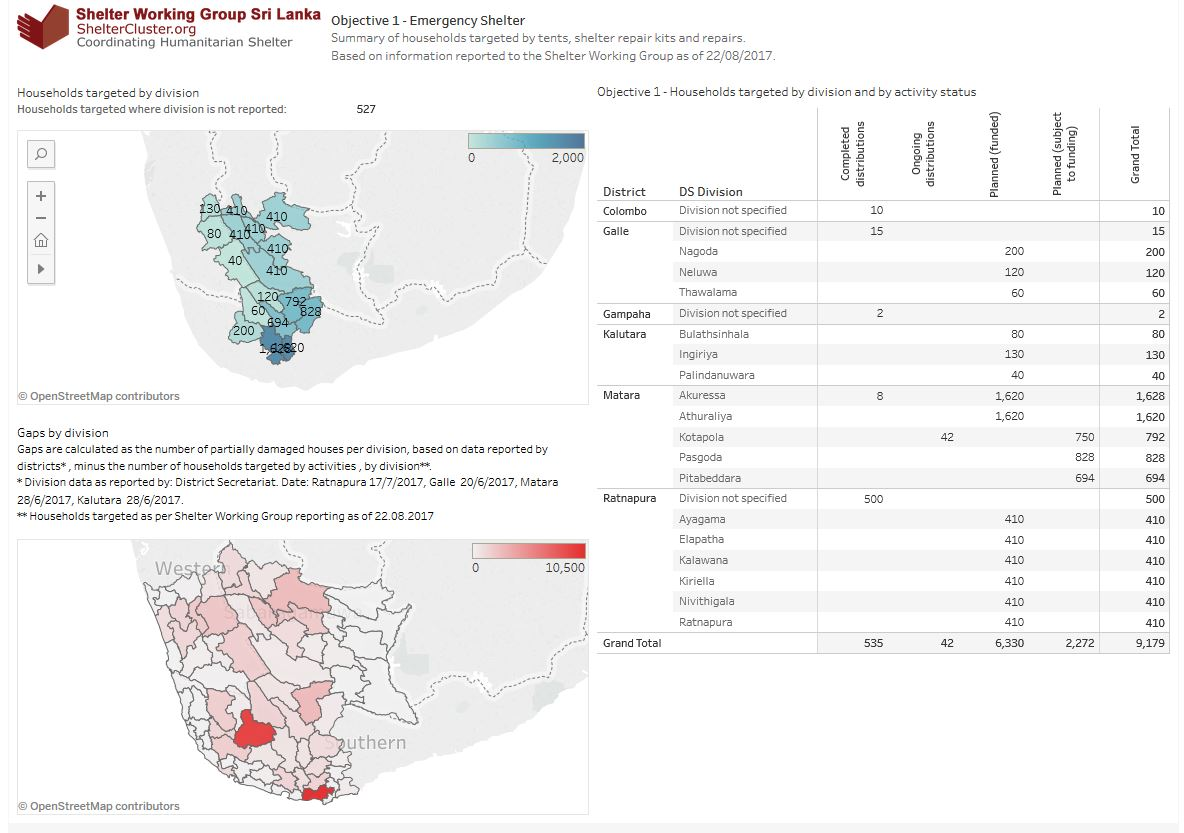 Shelter Working Group Sri Lanka
ShelterCluster.org
Coordinating Humanitarian Shelter
Objective 1 - Emergency Shelter
Summary of households targeted by tents, shelter repair kits and repairs.
Based on information reported to the Shelter Working Group as of 22/08/2017.
Households targeted by division
Households targeted where division is not reported: 527
0 2,000
130 410 410
80 410 410
410
40 410
120 792
60 828
694
200
© OpenStreetMap contributors
Gaps by division
Gaps are calculated as the number of partially damaged houses per division, based on data reported by
districts* , minus the number of households targeted by activities , by division**.
* Division data as reported by: District Secretariat. Date: Ratnapura 17/7/2017, Galle 20/6/2017, Matara
28/6/2017, Kalutara 28/6/2017.
** Households targeted as per Shelter Working Group reporting as of 22.08.2017
0 10,500
Western
Southern
© OpenStreetMap contributors
Objective 1 - Households targeted by division and by activity status
District DS Division Completed distributions Ongoing distributions Planned (funded) Planned (subject to funding) Grand Total
Colombo Division not specified 10 10
Galle Division not specified 15 15
Nagoda 200 200
Neluwa 120 120
Thawalama 60 60
Gampaha Division not specified 2 2
Kalutara Bulathsinhala 80 80
Ingiriya 130 130
Palindanuwara 40 40
Matara Akuressa 8 1,620 1,628
Athuraliya 1,620 1,620
Kotapola 42 750 792
Pasgoda 828 828
Pitabeddara 694 694
Ratnapura Division not specified 500 500
Ayagama 410 410
Elapatha 410 410
Kalawana 410 410
Kiriella 410 410
Nivithigala 410 410
Ratnapura 410 410
Grand Total 535 42 6,330 2,272 9,179